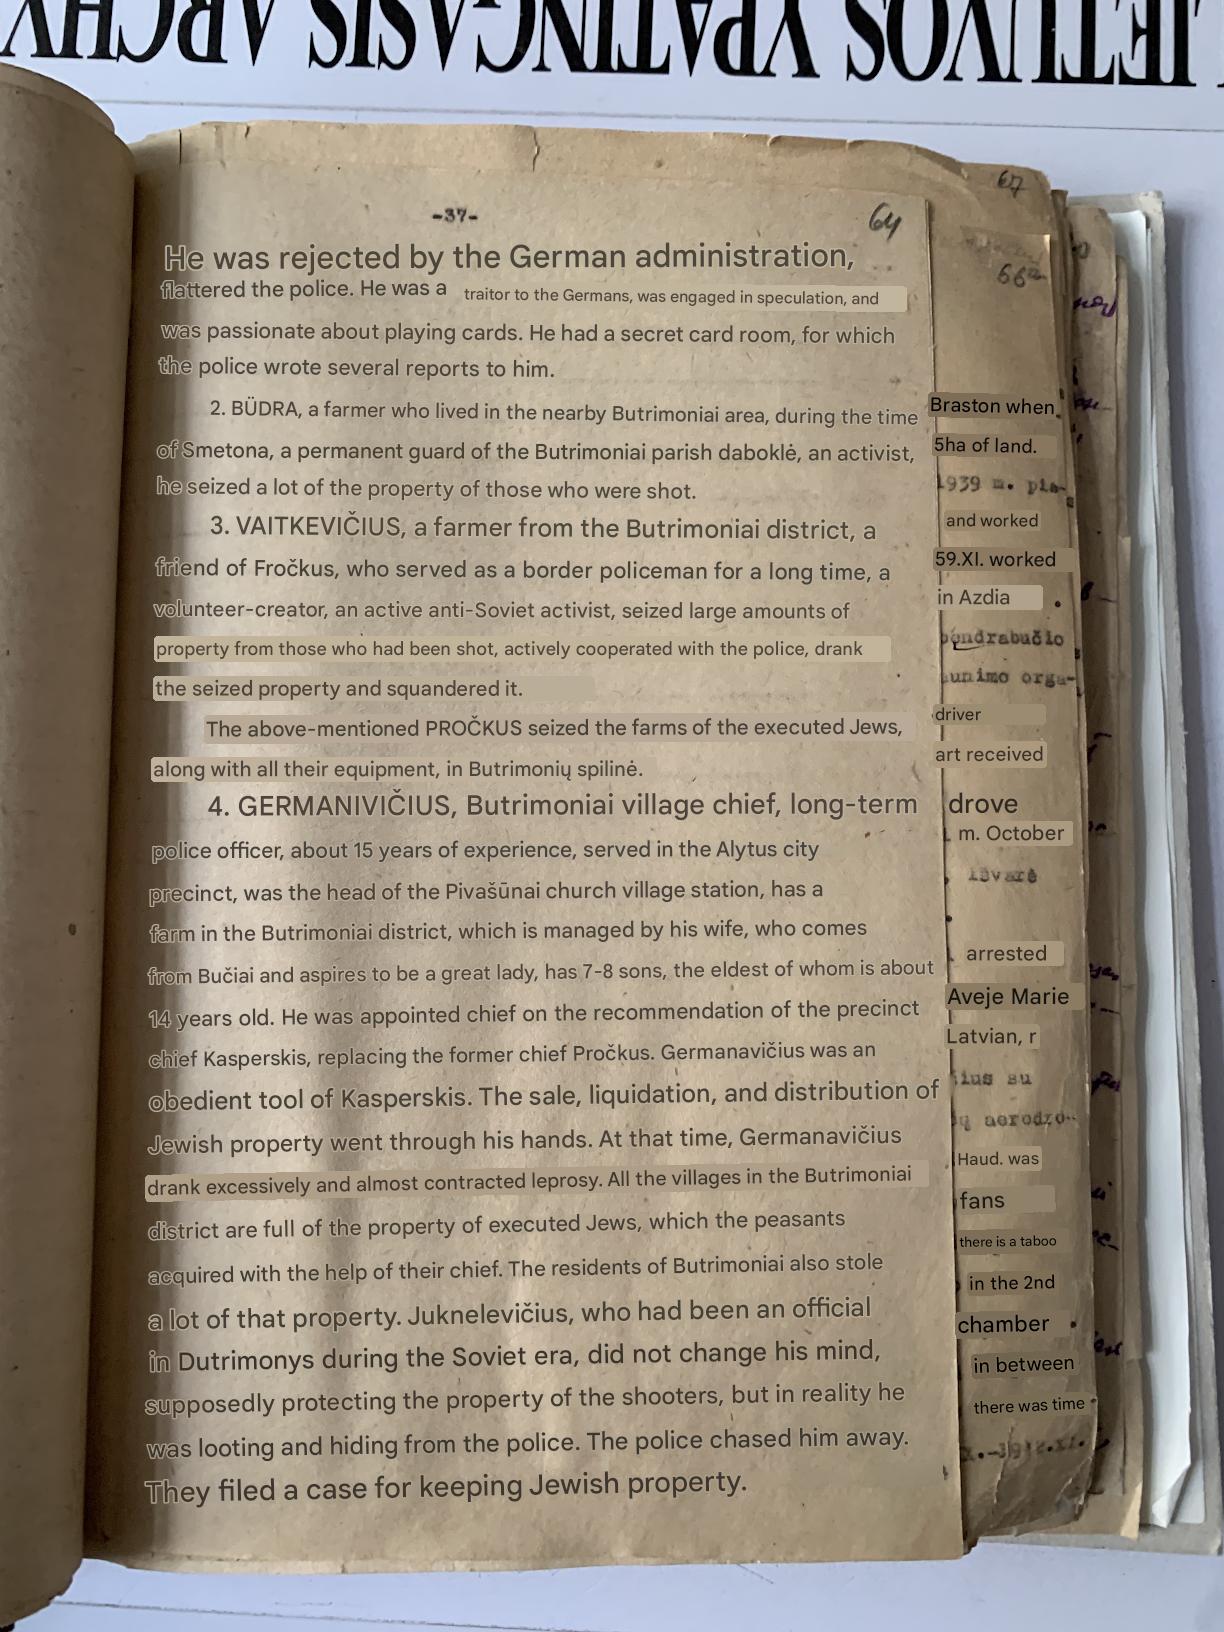 LIETUVOS YPATINGASIS ARCHYV
67
-37-
64
66
He was rejected by the German administration,
flattered the police. He was a traitor to the Germans, was engaged in speculation, and
was passionate about playing cards. He had a secret card room, for which
the police wrote several reports to him.
2. BÜDRA, a farmer who lived in the nearby Butrimoniai area, during the time
of Smetona, a permanent guard of the Butrimoniai parish daboklė, an activist,
he seized a lot of the property of those who were shot.
3. VAITKEVIČIUS, a farmer from the Butrimoniai district, a
friend of Fročkus, who served as a border policeman for a long time, a
volunteer-creator, an active anti-Soviet activist, seized large amounts of
property from those who had been shot, actively cooperated with the police, drank
the seized property and squandered it.
The above-mentioned PROČKUS seized the farms of the executed Jews,
along with all their equipment, in Butrimonių spilinė.
4. GERMANIVIČIUS, Butrimoniai village chief, long-term
police officer, about 15 years of experience, served in the Alytus city
precinct, was the head of the Pivašūnai church village station, has a
farm in the Butrimoniai district, which is managed by his wife, who comes
from Bučiai and aspires to be a great lady, has 7-8 sons, the eldest of whom is about
14 years old. He was appointed chief on the recommendation of the precinct
chief Kasperskis, replacing the former chief Pročkus. Germanavičius was an
obedient tool of Kasperskis. The sale, liquidation, and distribution of
Jewish property went through his hands. At that time, Germanavičius
drank excessively and almost contracted leprosy. All the villages in the Butrimoniai
district are full of the property of executed Jews, which the peasants
acquired with the help of their chief. The residents of Butrimoniai also stole
a lot of that property. Juknelevičius, who had been an official
in Dutrimonys during the Soviet era, did not change his mind,
supposedly protecting the property of the shooters, but in reality he
was looting and hiding from the police. The police chased him away.
They filed a case for keeping Jewish property.
Braston when
5ha of land.
1939 m. pla-
and worked
59.XI. worked
in Azdia
bendrabučio
unimo orga-
driver
art received
drove
m. October
išvarė
arrested
Aveje Marie
Latvian, r
ius su
ų aerodro-
Haud. was
fans
there is a taboo
in the 2nd
chamber
in between
there was time